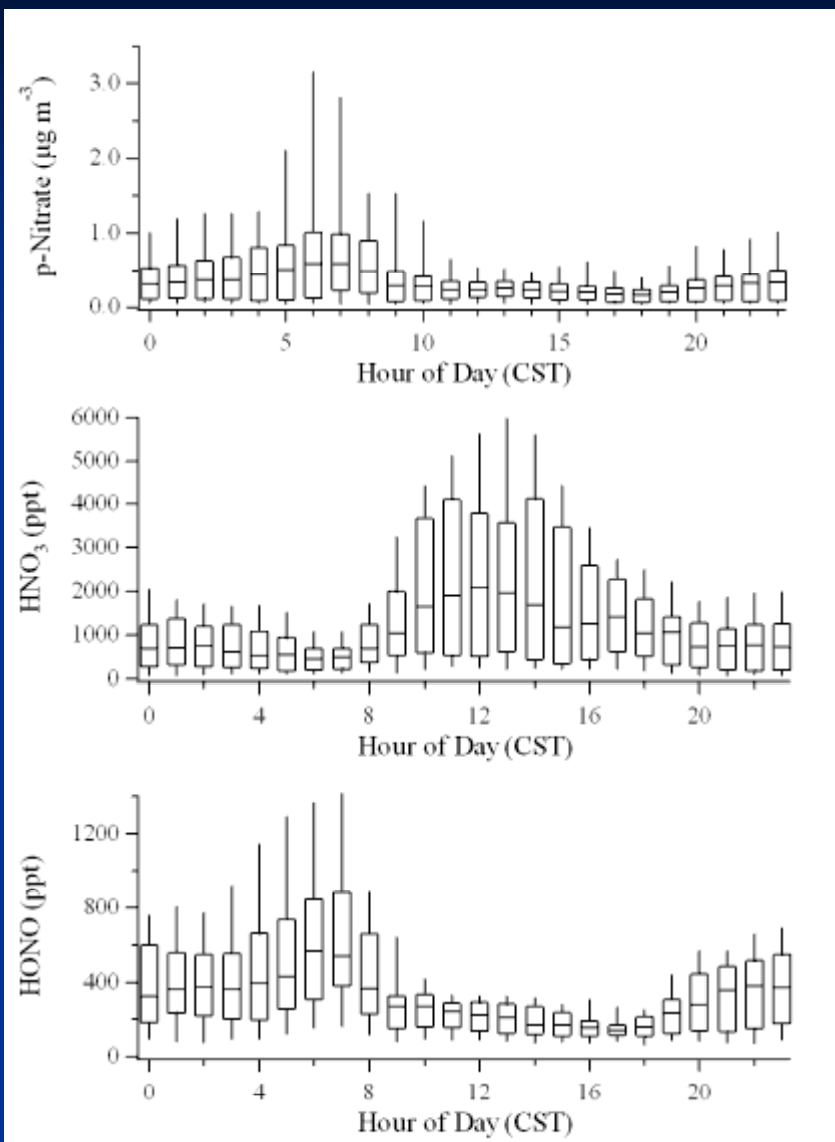 p-Nitrate (µg m⁻³)
3.0
2.0
1.0
0.0
0 5 10 15 20
Hour of Day (CST)
HNO₃ (ppt)
6000
5000
4000
3000
2000
1000
0
0 4 8 12 16 20
Hour of Day (CST)
HONO (ppt)
1200
800
400
0
0 4 8 12 16 20
Hour of Day (CST)